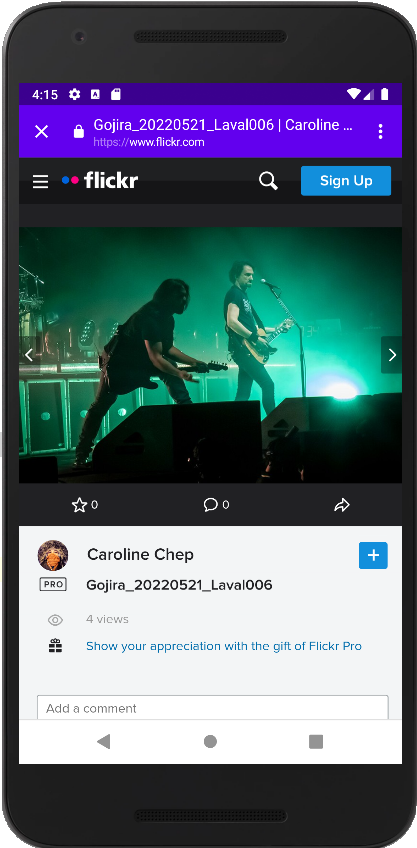 4:15
Gojira_20220521_Laval006 | Caroline ...
https://www.flickr.com
flickr
Sign Up
0
0
Caroline Chep
PRO
Gojira_20220521_Laval006
4 views
Show your appreciation with the gift of Flickr Pro
Add a comment